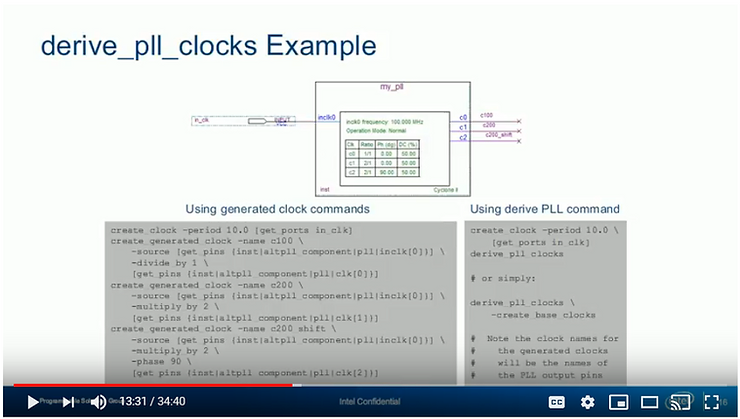 derive_pll_clocks Example
my_pll
in_clk
INPUT
VCC
inclk0
inclk0 frequency: 100.000 MHz
Operation Mode: Normal
Clk Ratio Ph (dg) DC (%)
c0 1/1 0.00 50.00
c1 2/1 0.00 50.00
c2 2/1 90.00 50.00
inst
Cyclone II
c0
c1
c2
c100
c200
c200_shift
Using generated clock commands
create_clock -period 10.0 [get_ports in_clk]
create_generated_clock -name c100 \
-source [get_pins {inst|altpll_component|pll|inclk[0]}] \
-divide_by 1 \
[get_pins {inst|altpll_component|pll|clk[0]}]
create_generated_clock -name c200 \
-source [get_pins {inst|altpll_component|pll|inclk[0]}] \
-multiply_by 2 \
[get_pins {inst|altpll_component|pll|clk[1]}]
create_generated_clock -name c200_shift \
-source [get_pins {inst|altpll_component|pll|inclk[0]}] \
-multiply_by 2 \
-phase 90 \
[get_pins {inst|altpll_component|pll|clk[2]}]
Using derive PLL command
create_clock -period 10.0 \
[get_ports in_clk]
derive_pll_clocks
# or simply:
derive_pll_clocks \
-create_base_clocks
# Note the clock names for
# the generated clocks
# will be the names of
# the PLL output pins
13:31 / 34:40
Intel Confidential
16